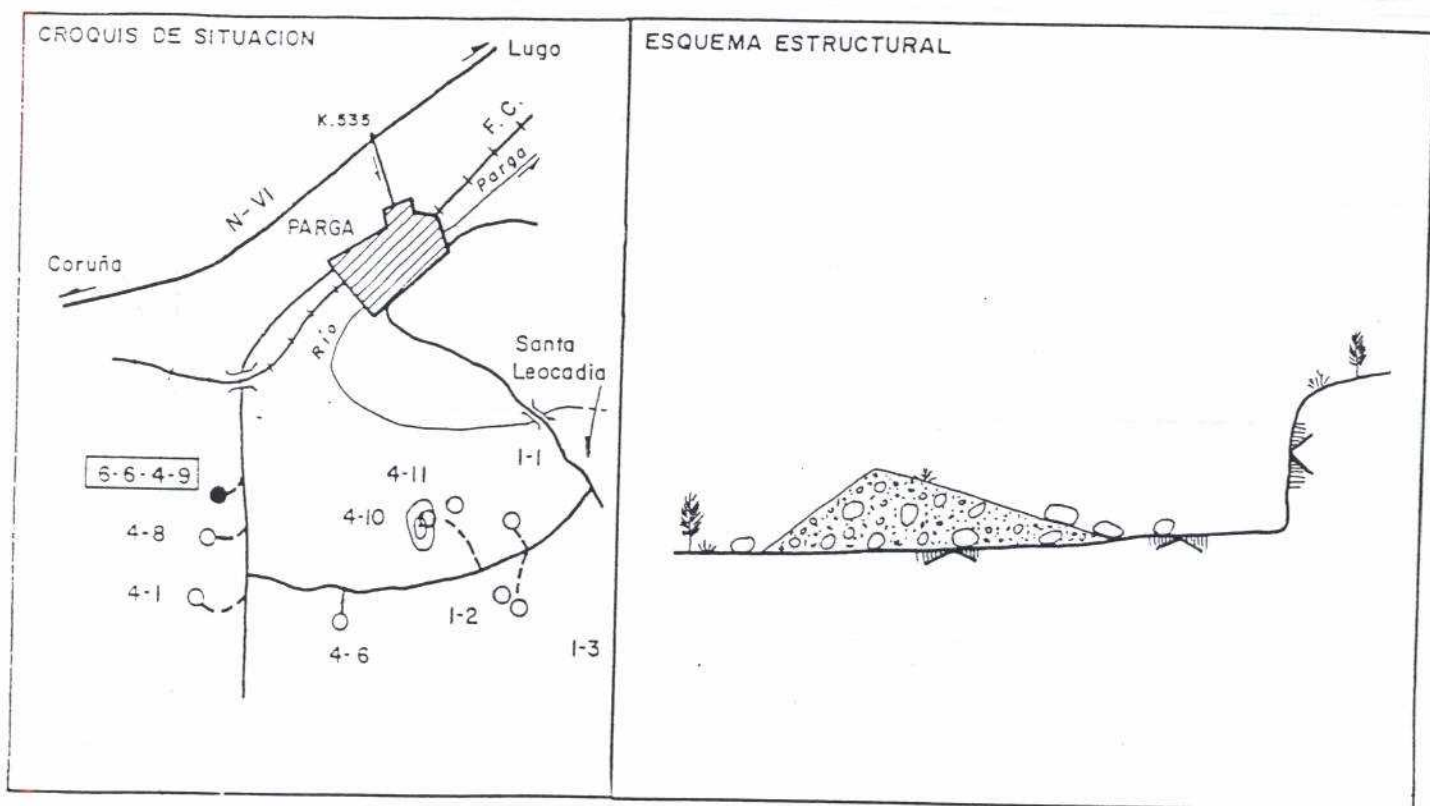 CROQUIS DE SITUACION
Lugo
K.535
F. C.
Parga
N-VI
PARGA
Coruña
Río
Santa
Leocadia
1-1
4-11
6-6-4-9
4-10
4-8
4-1
1-2
4-6
1-3
ESQUEMA ESTRUCTURAL